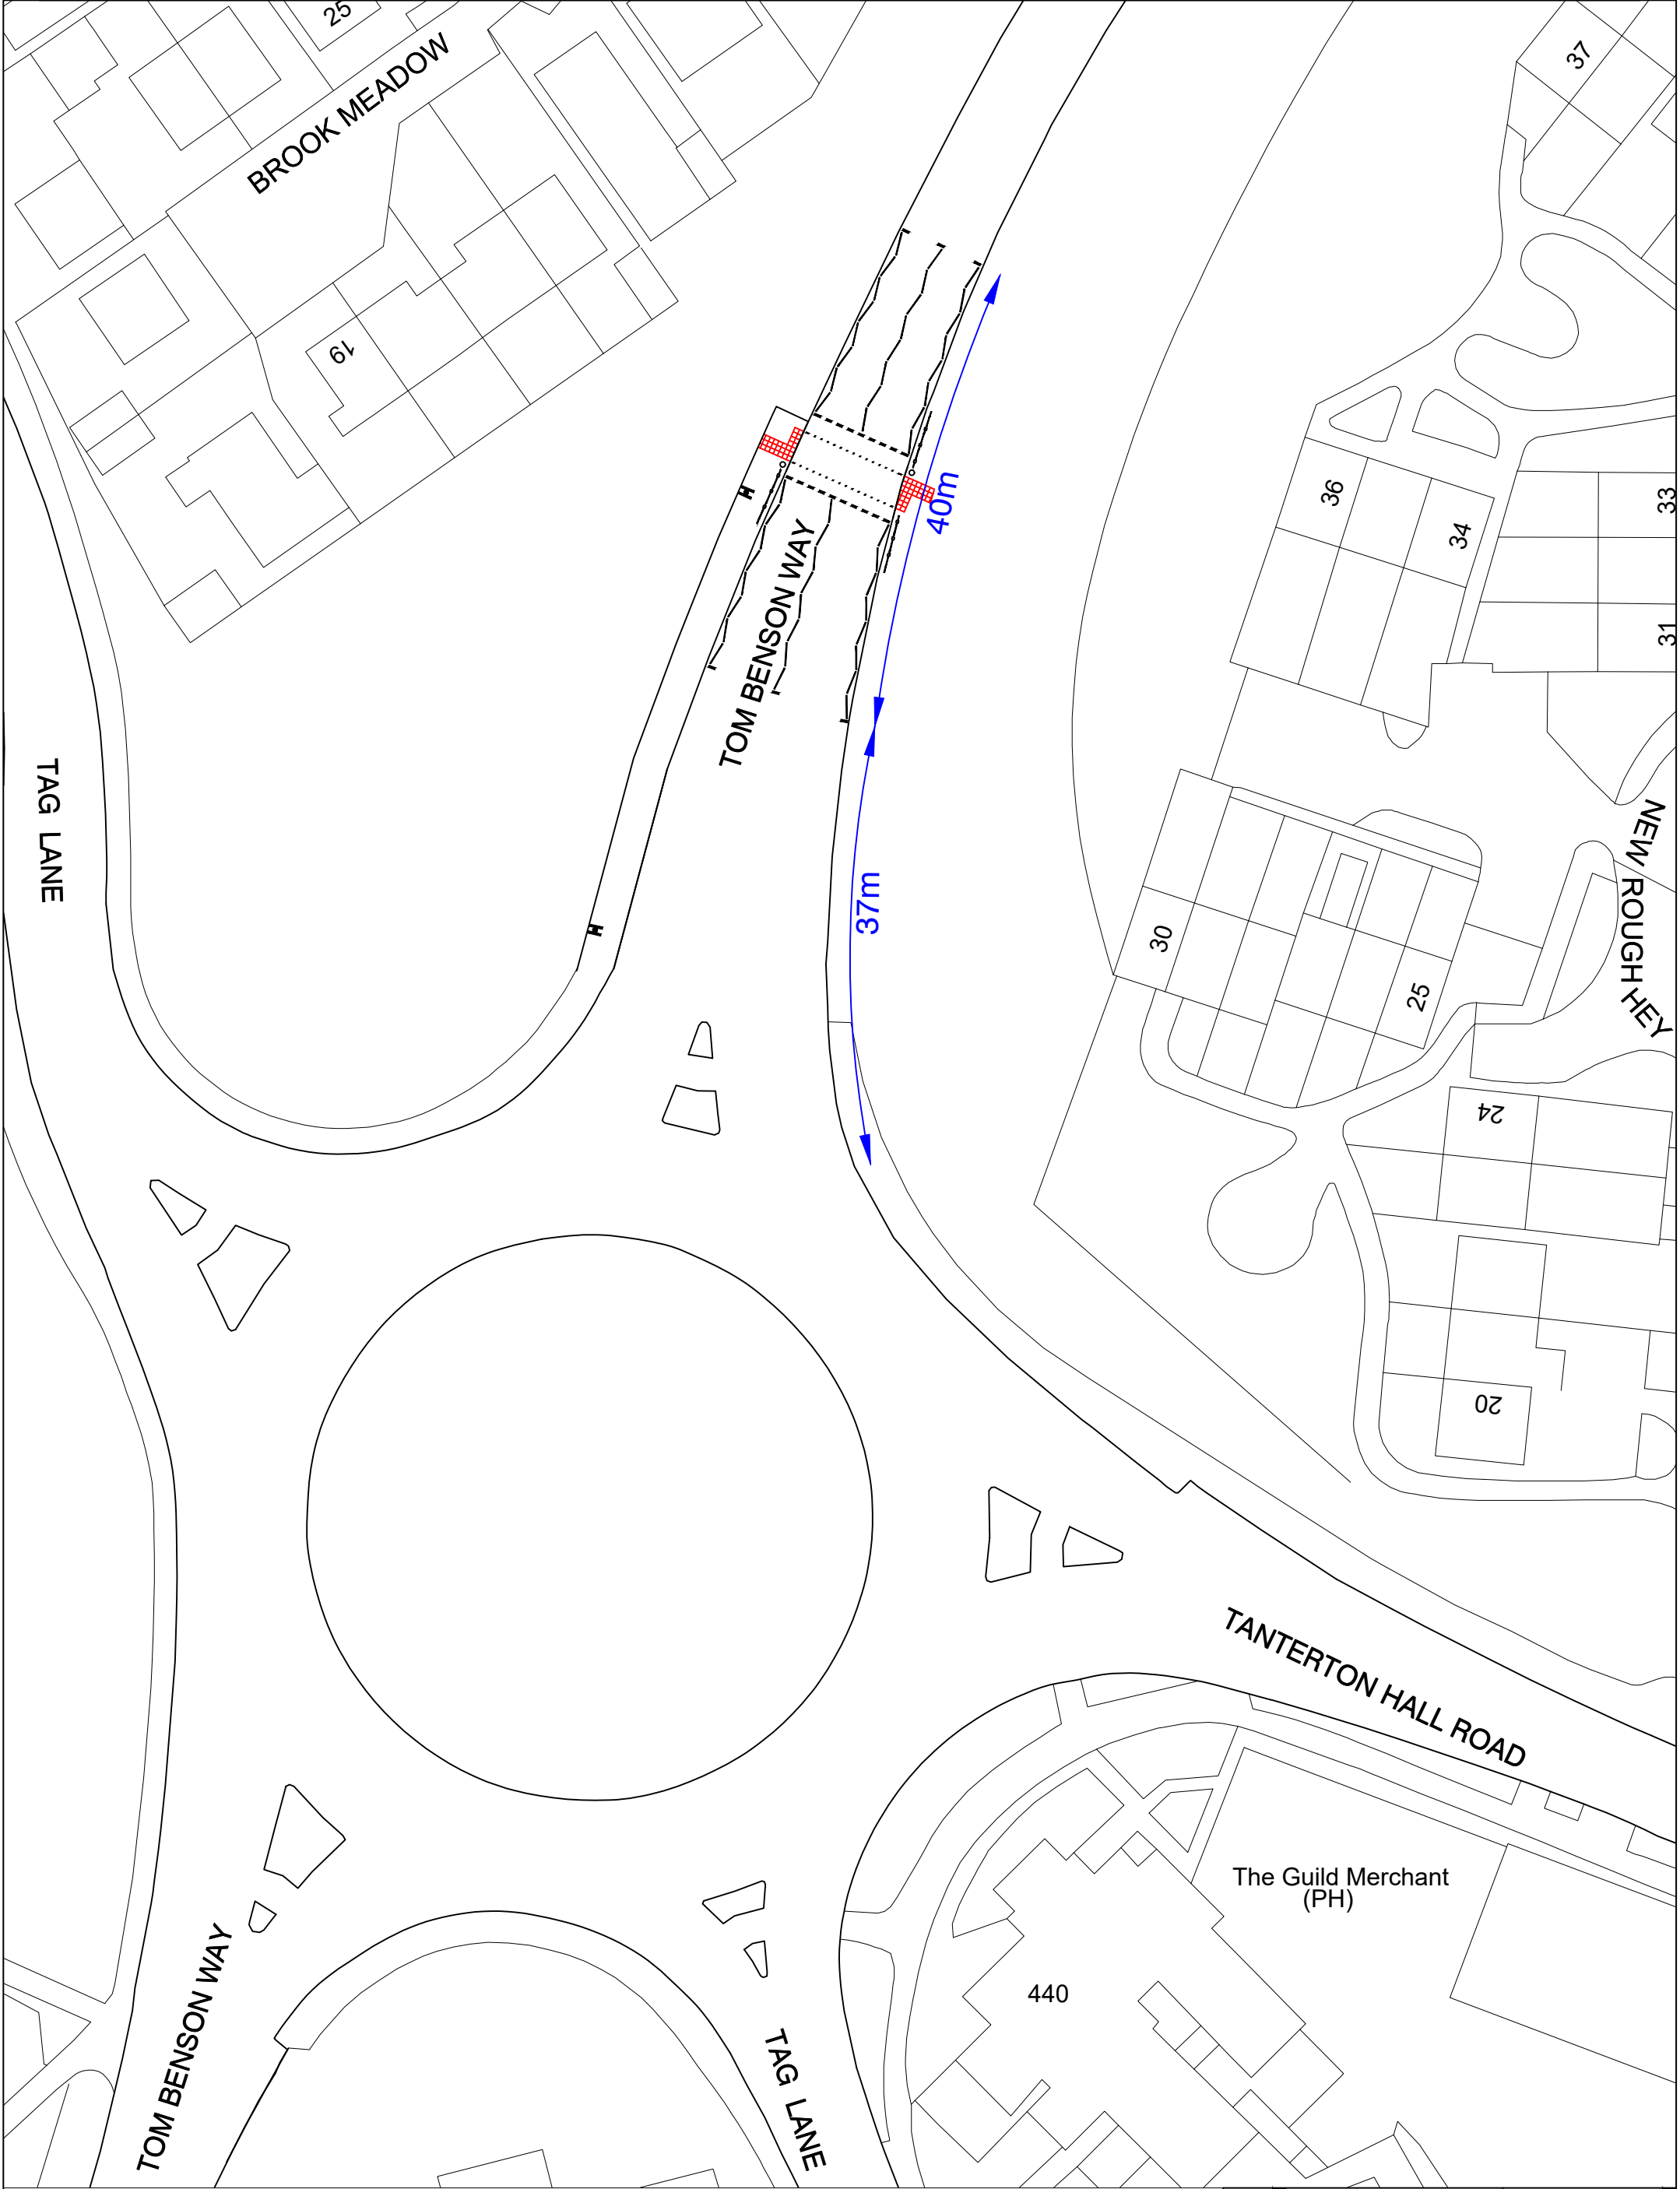 25
BROOK MEADOW
37
19
36
34
33
31
40m
TOM BENSON WAY
TAG LANE
NEW ROUGH HEY
37m
30
25
24
20
TANTERTON HALL ROAD
The Guild Merchant
(PH)
440
TOM BENSON WAY
TAG LANE